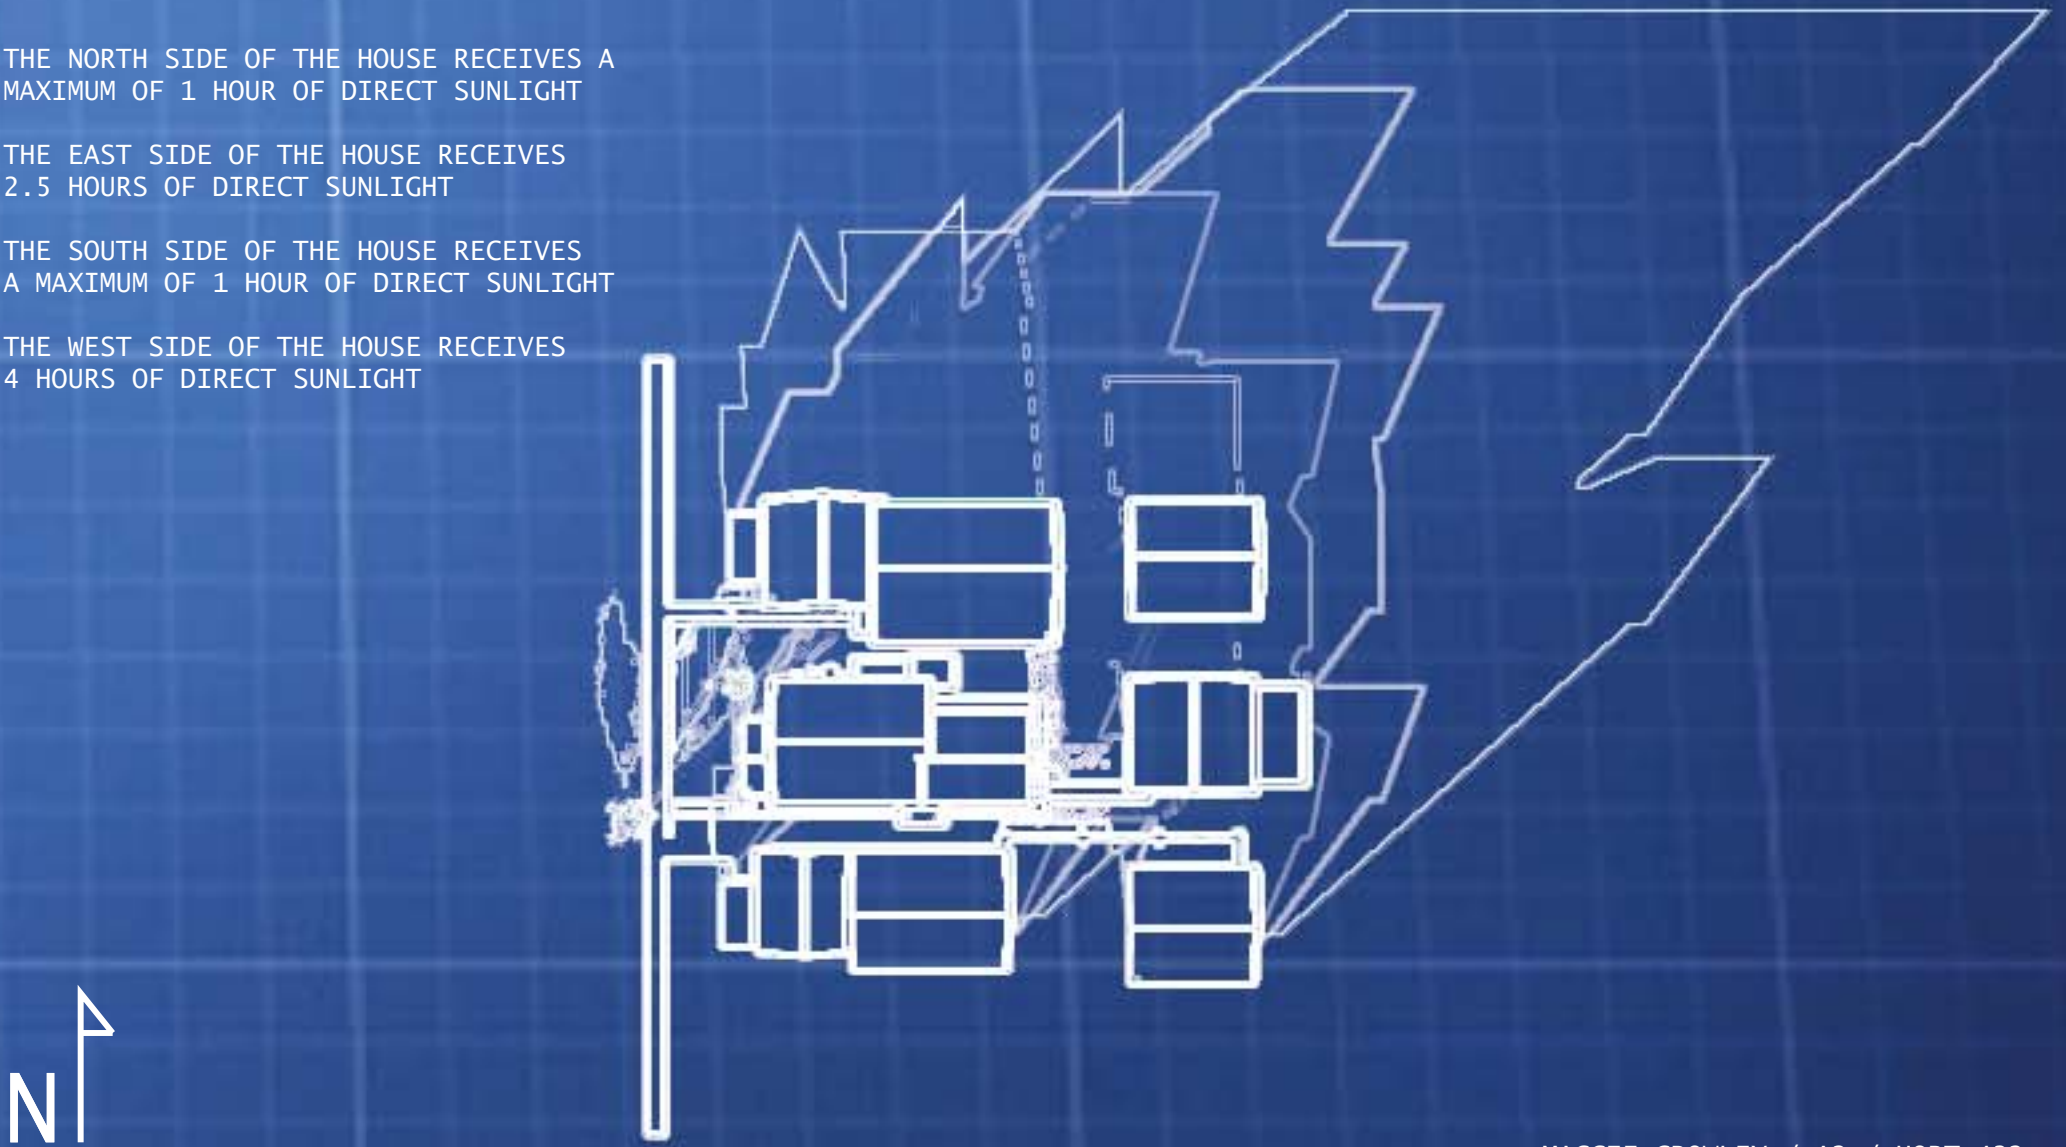 THE NORTH SIDE OF THE HOUSE RECEIVES A
MAXIMUM OF 1 HOUR OF DIRECT SUNLIGHT
THE EAST SIDE OF THE HOUSE RECEIVES
2.5 HOURS OF DIRECT SUNLIGHT
THE SOUTH SIDE OF THE HOUSE RECEIVES
A MAXIMUM OF 1 HOUR OF DIRECT SUNLIGHT
THE WEST SIDE OF THE HOUSE RECEIVES
4 HOURS OF DIRECT SUNLIGHT
N